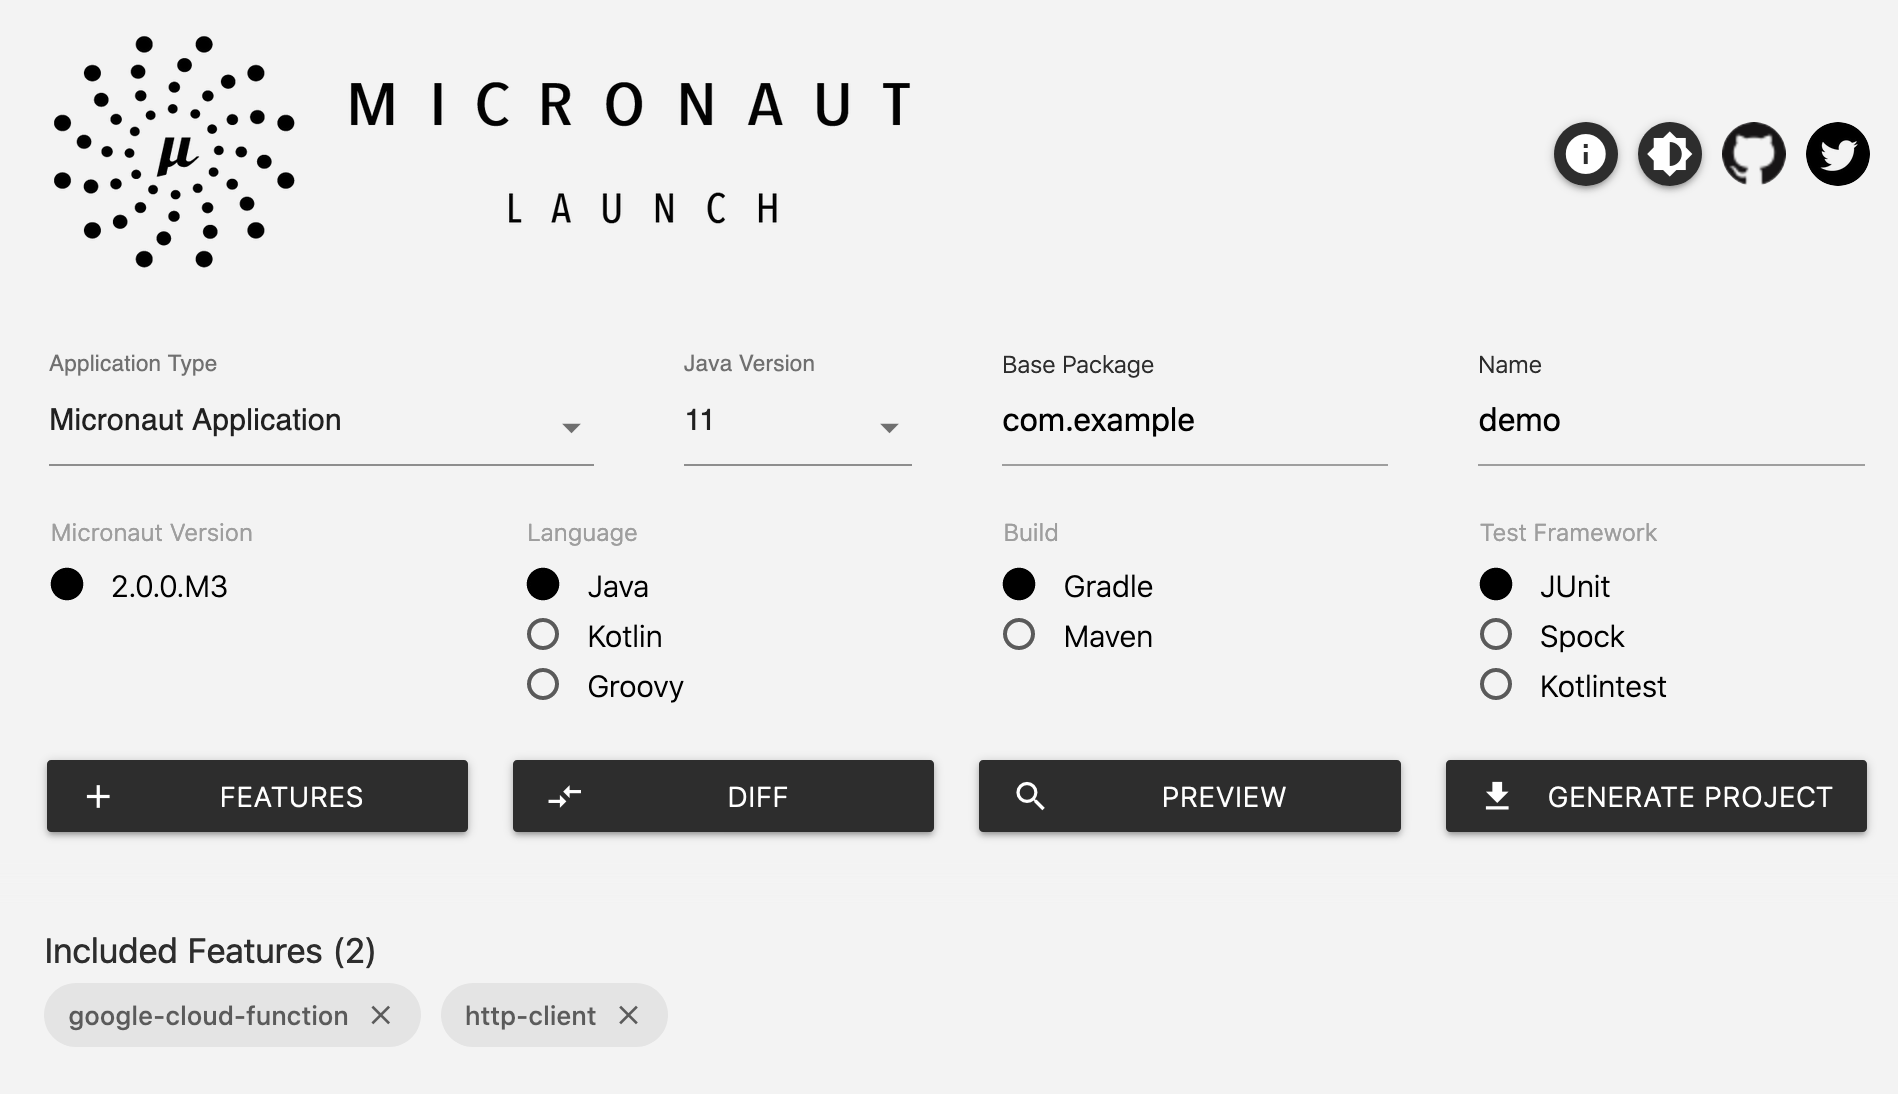 μ
MICRONAUT
LAUNCH
Application Type
Micronaut Application
Java Version
11
Base Package
com.example
Name
demo
Micronaut Version
2.0.0.M3
Language
Java
Kotlin
Groovy
Build
Gradle
Maven
Test Framework
JUnit
Spock
Kotlintest
FEATURES
DIFF
PREVIEW
GENERATE PROJECT
Included Features (2)
google-cloud-function
http-client